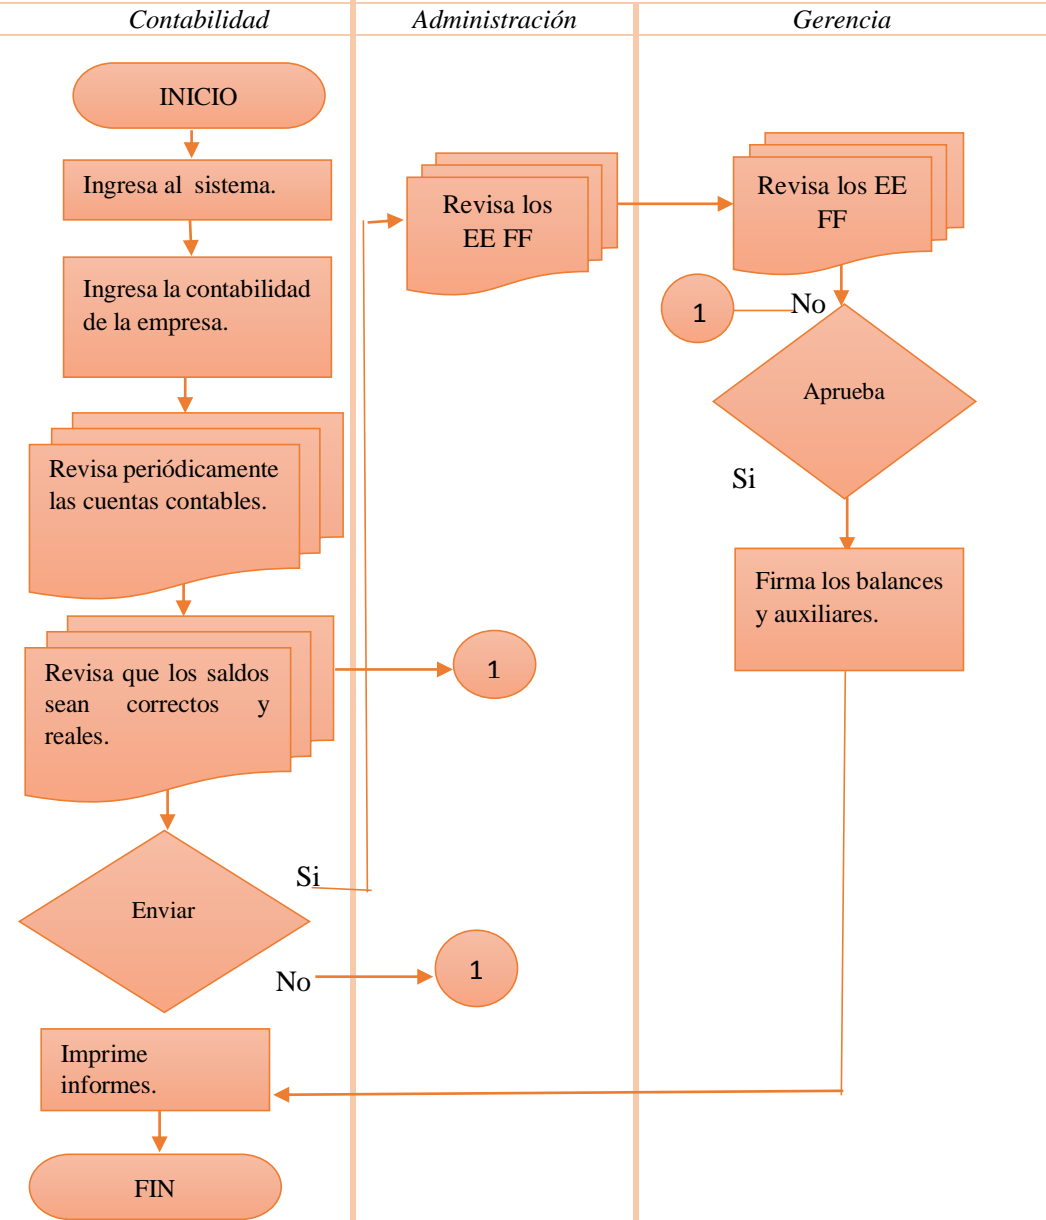 Contabilidad
Administración
Gerencia
INICIO
Ingresa al sistema.
Ingresa la contabilidad
de la empresa.
Revisa periódicamente
las cuentas contables.
Revisa que los saldos
sean correctos y
reales.
1
Enviar
Si
No
1
Imprime
informes.
FIN
Revisa los
EE FF
Revisa los EE
FF
1
No
Aprueba
Si
Firma los balances
y auxiliares.